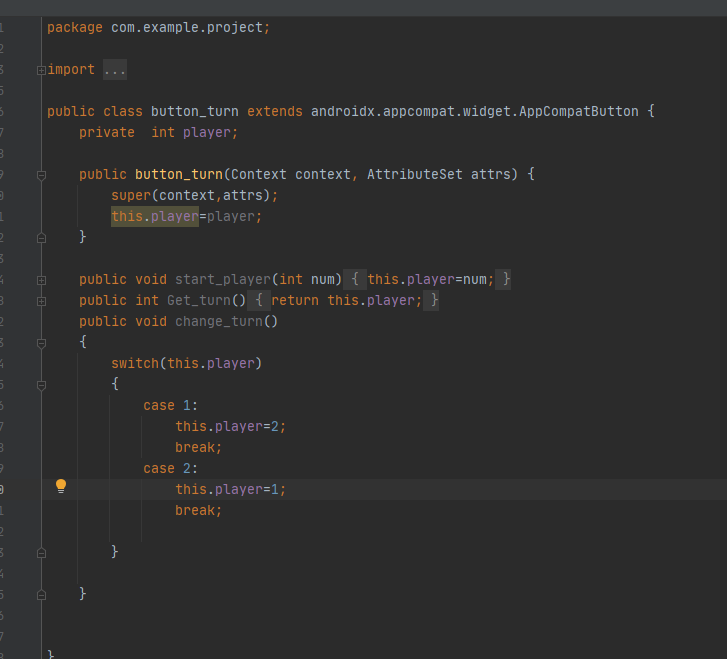 package com.example.project;
import ...
public class button_turn extends androidx.appcompat.widget.AppCompatButton {
private  int player;
public button_turn(Context context, AttributeSet attrs) {
super(context,attrs);
this.player=player;
}
public void start_player(int num) { this.player=num; }
public int Get_turn() { return this.player; }
public void change_turn()
{
switch(this.player)
{
case 1:
this.player=2;
break;
case 2:
this.player=1;
break;
}
}
}